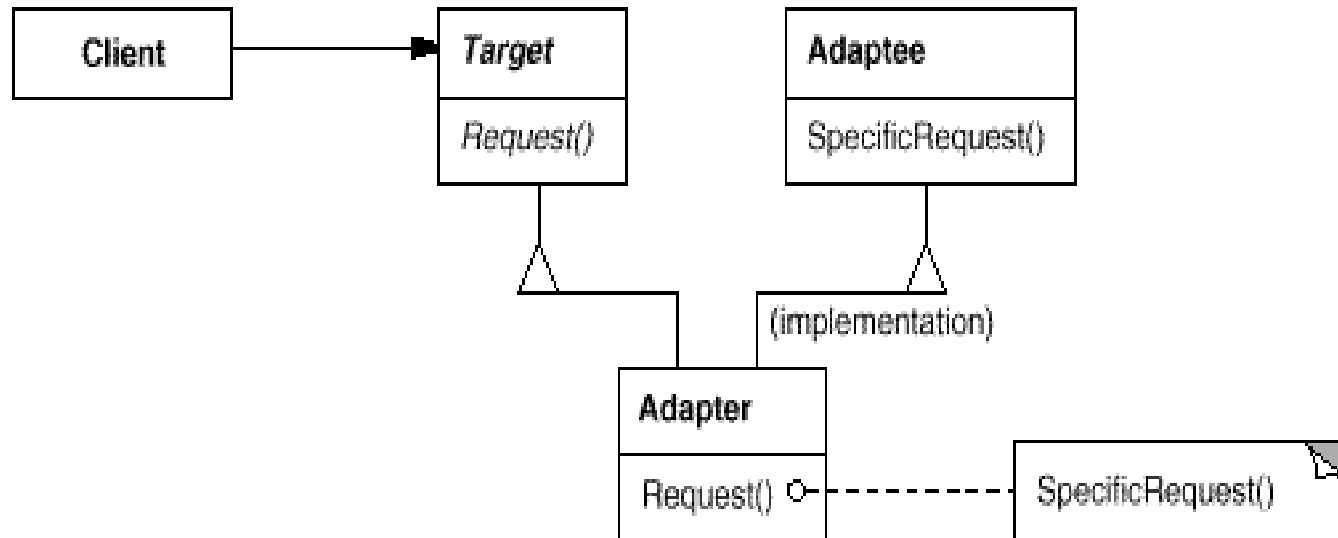 Client
Target
Request()
Adaptee
SpecificRequest()
(implementation)
Adapter
Request()
SpecificRequest()